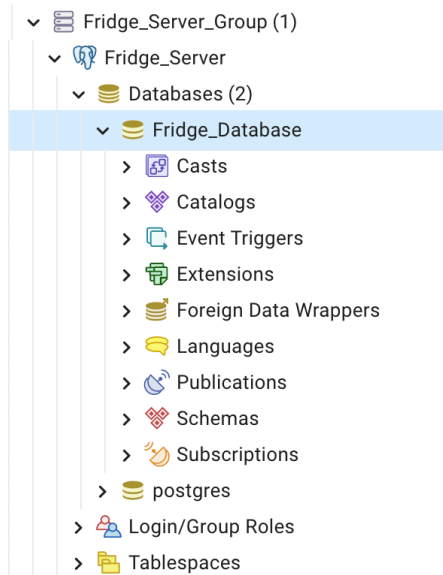 Fridge_Server_Group (1)
Fridge_Server
Databases (2)
Fridge_Database
Casts
Catalogs
Event Triggers
Extensions
Foreign Data Wrappers
Languages
Publications
Schemas
Subscriptions
postgres
Login/Group Roles
Tablespaces